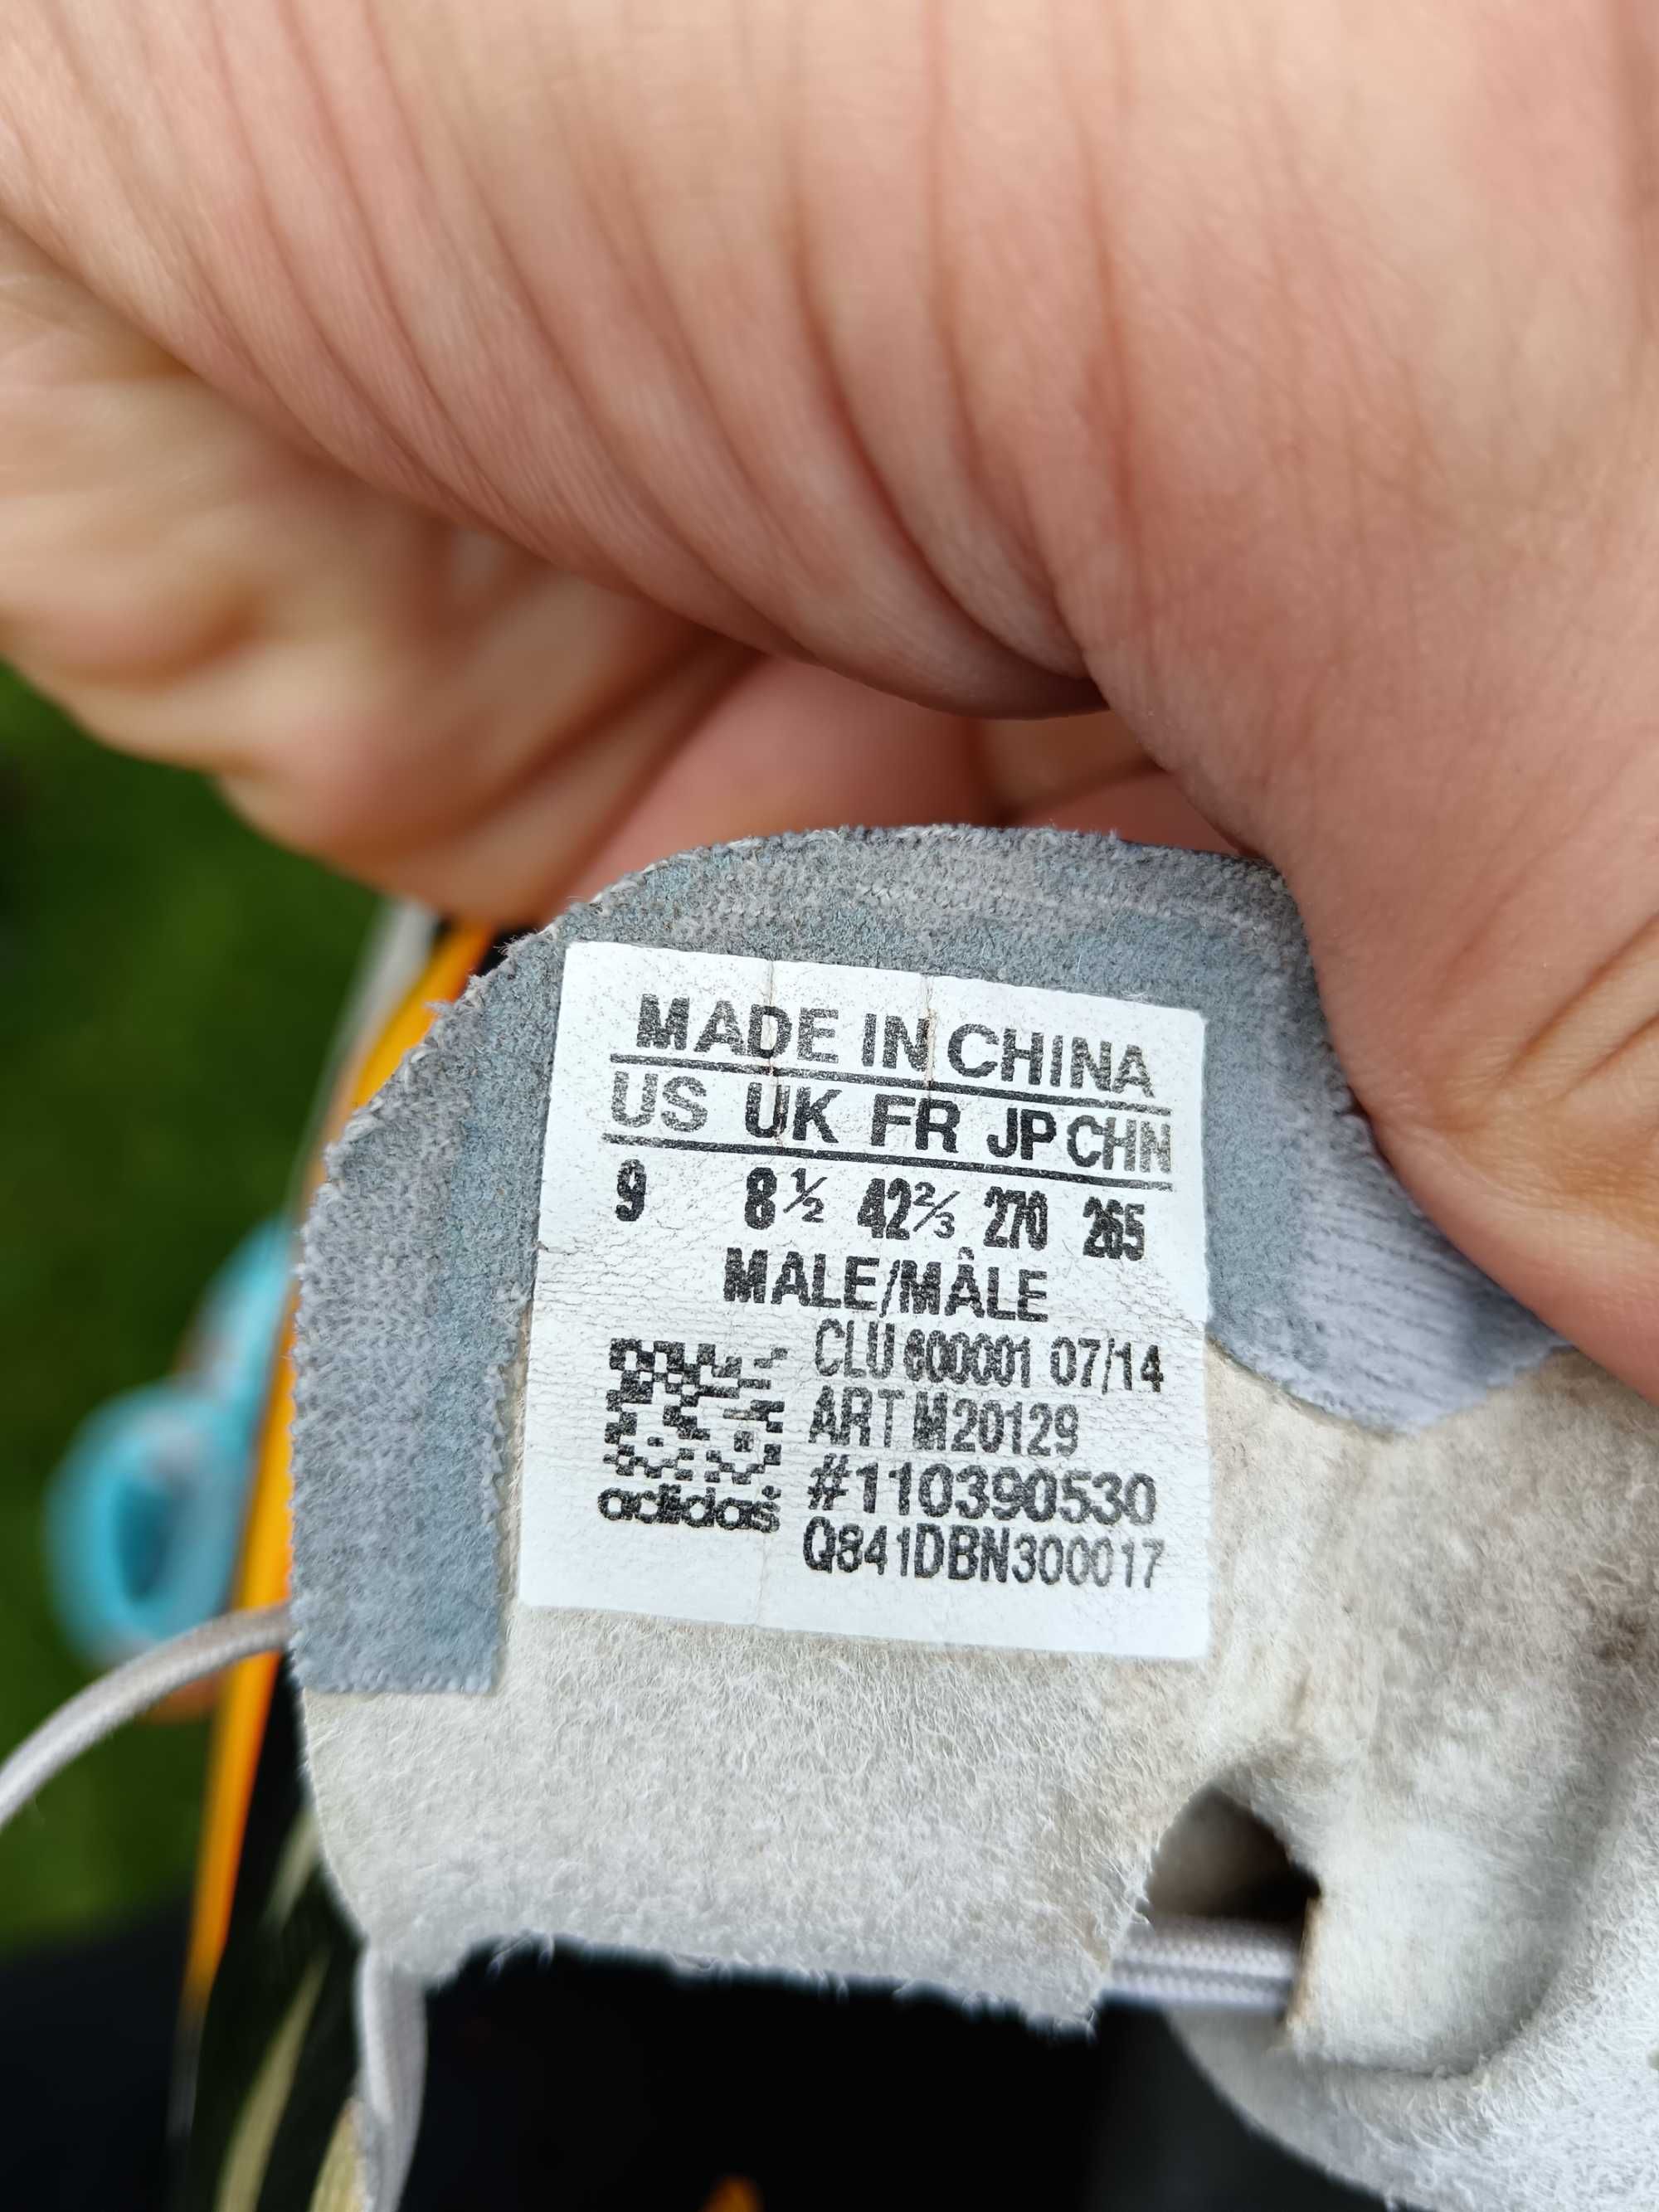 MADE IN CHINA
US UK FR JP CHN
9 8½ 42⅔ 270 265
MALE/MÂLE
CLU 600001 07/14
ART M20129
#110390530
adidas
Q841DBN300017